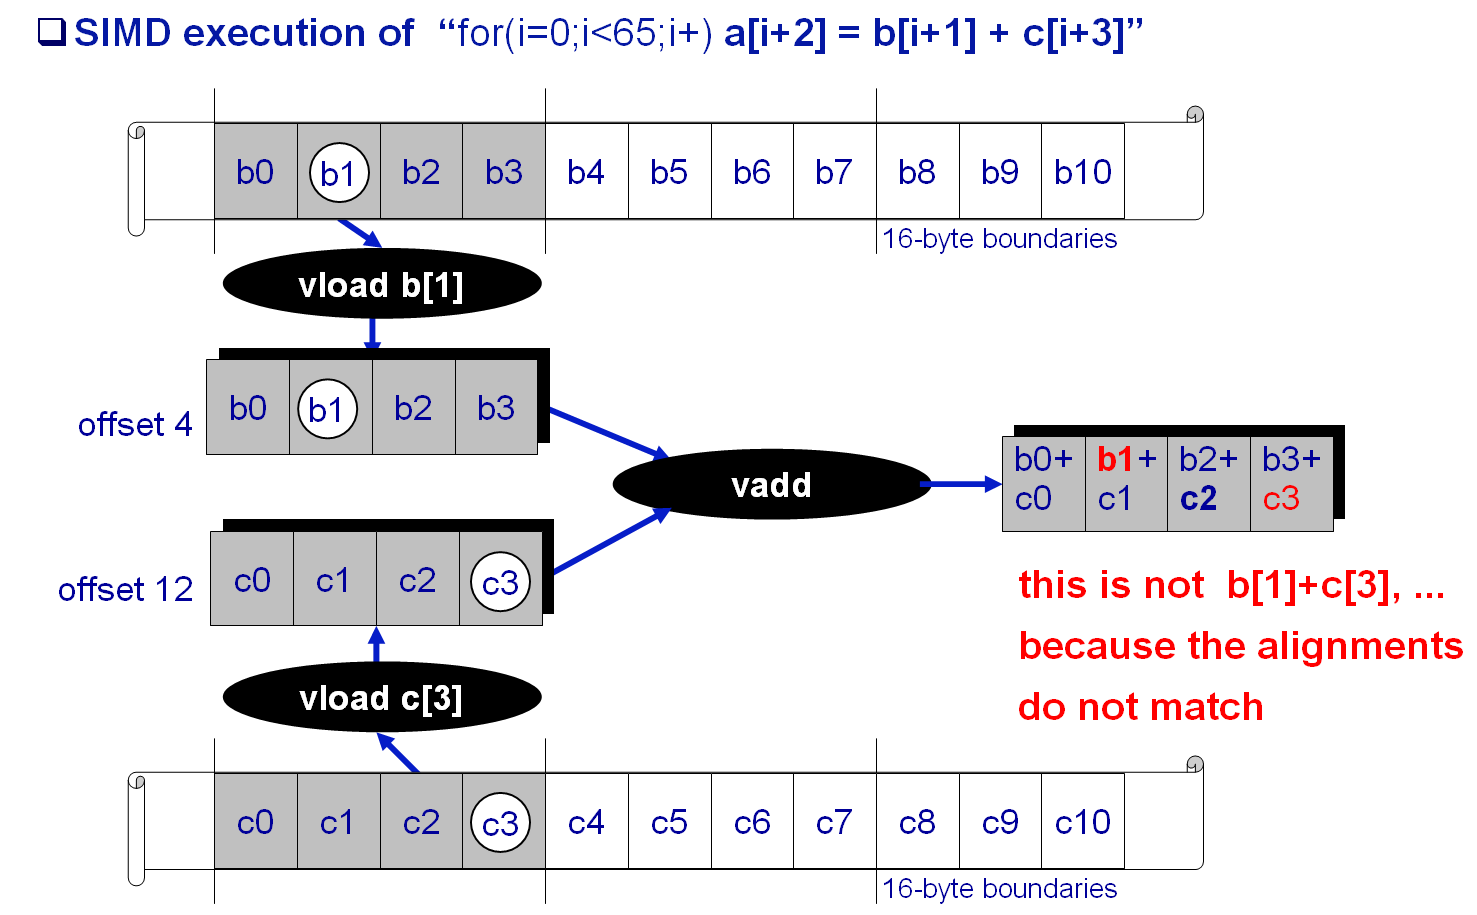 SIMD execution of “for(i=0;i<65;i+) a[i+2] = b[i+1] + c[i+3]”
b0 b1 b2 b3 b4 b5 b6 b7 b8 b9 b10
16-byte boundaries
vload b[1]
offset 4
b0 b1 b2 b3
vadd
b0+ b1+ b2+ b3+
c0 c1 c2 c3
offset 12
c0 c1 c2 c3
this is not b[1]+c[3], ...
because the alignments
do not match
vload c[3]
c0 c1 c2 c3 c4 c5 c6 c7 c8 c9 c10
16-byte boundaries